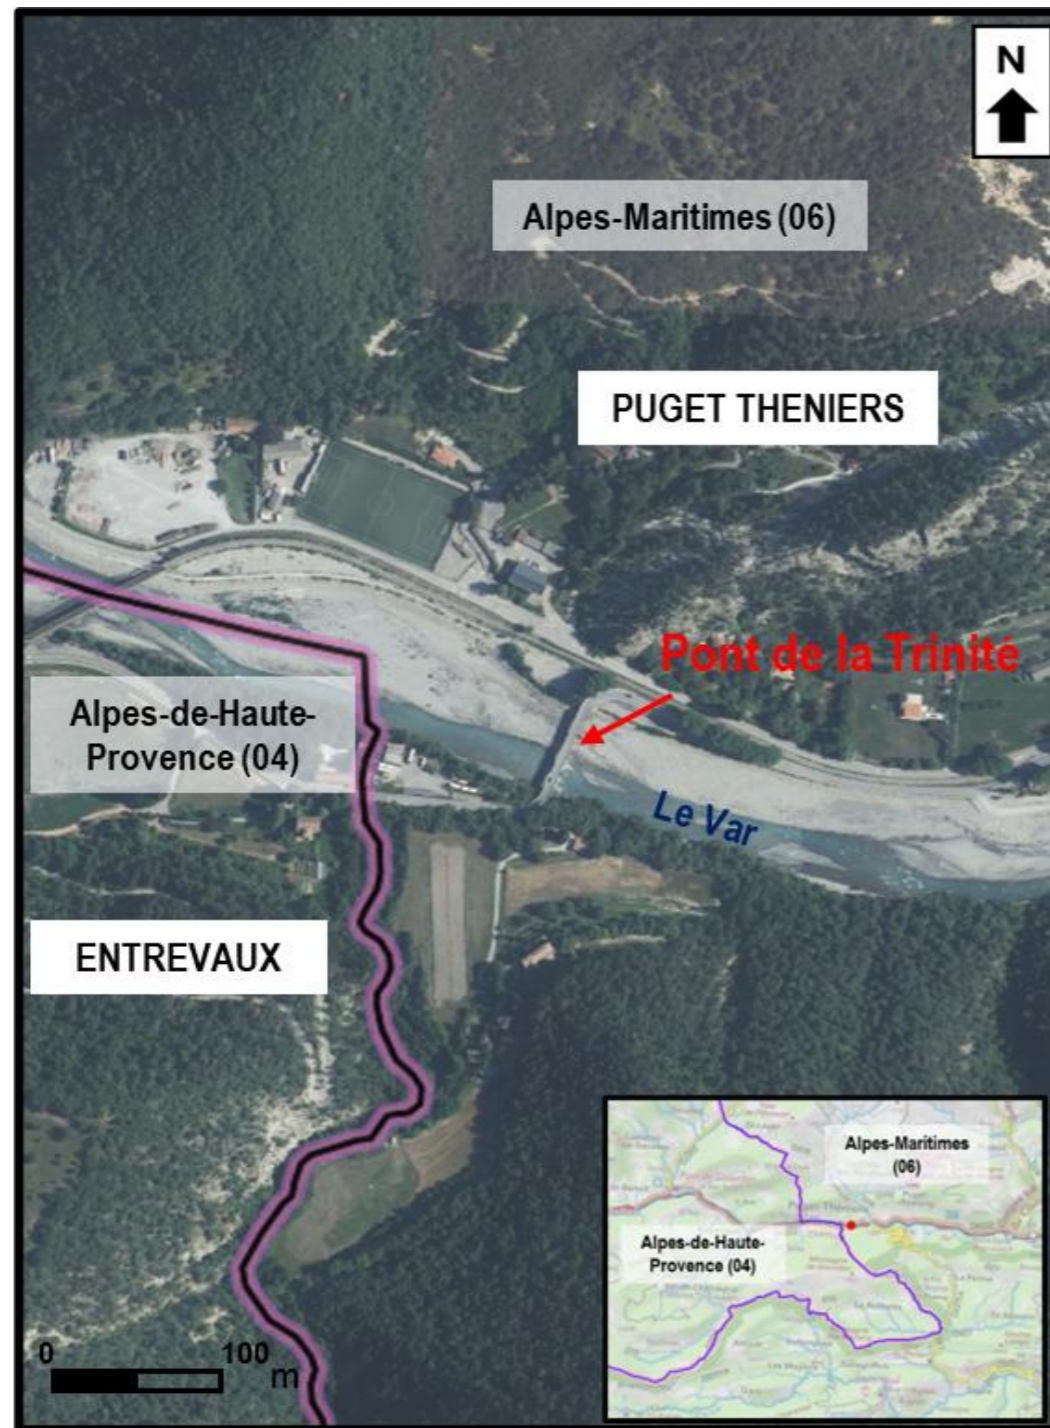 N
Alpes-Maritimes (06)
PUGET THENIERS
Pont de la Trinité
Alpes-de-Haute-
Provence (04)
Le Var
ENTREVAUX
Alpes-Maritimes
(06)
Alpes-de-Haute-
Provence (04)
0 100
m